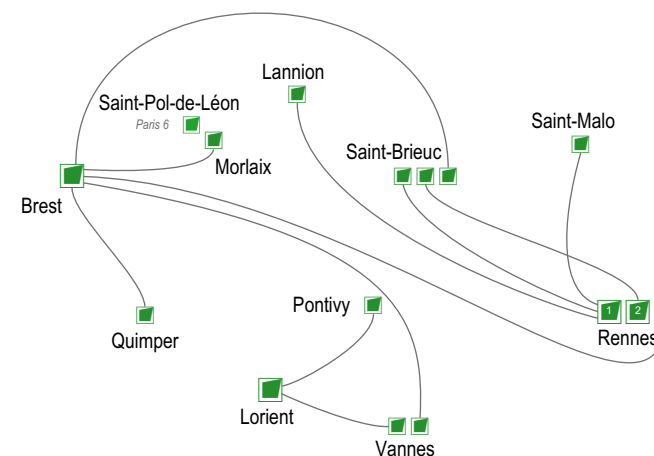 Lannion
Saint-Pol-de-Léon
Paris 6
Saint-Malo
Saint-Brieuc
Morlaix
Brest
Pontivy
1
2
Quimper
Rennes
Lorient
Vannes